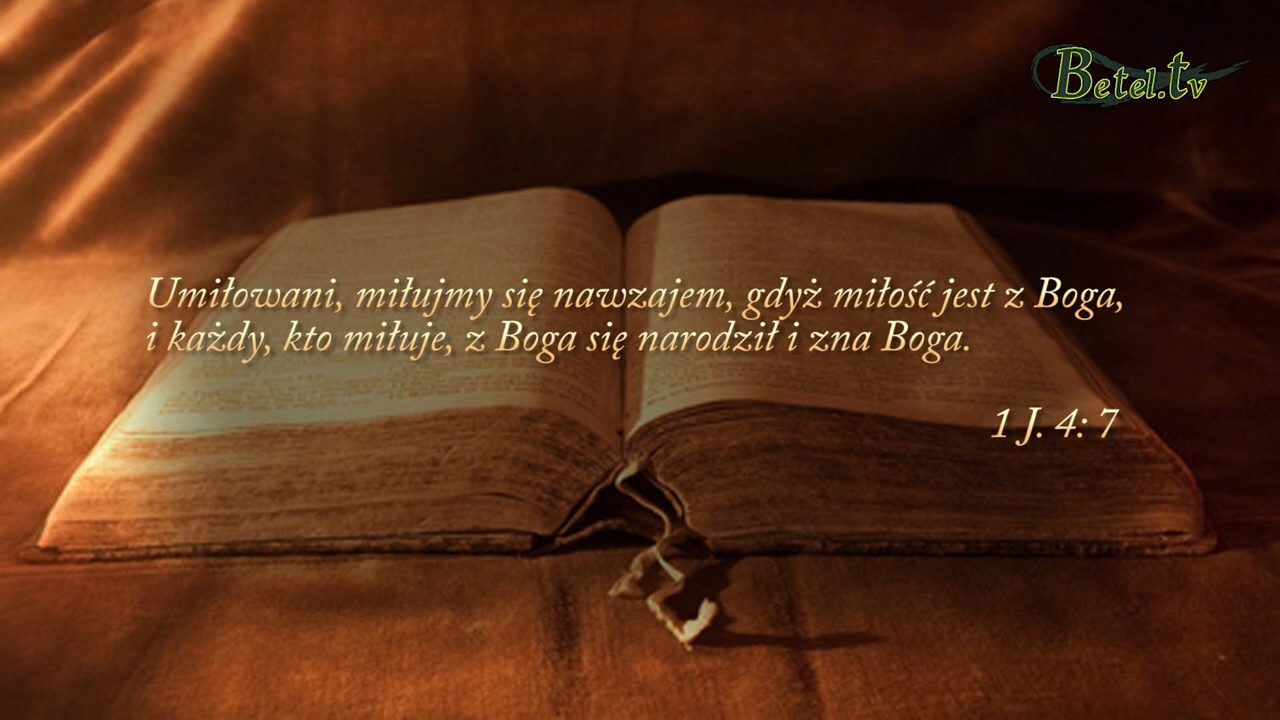 Betel.tv
Umiłowani, miłujmy się nawzajem, gdyż miłość jest z Boga,
i każdy, kto miłuje, z Boga się narodził i zna Boga.
1 J. 4: 7